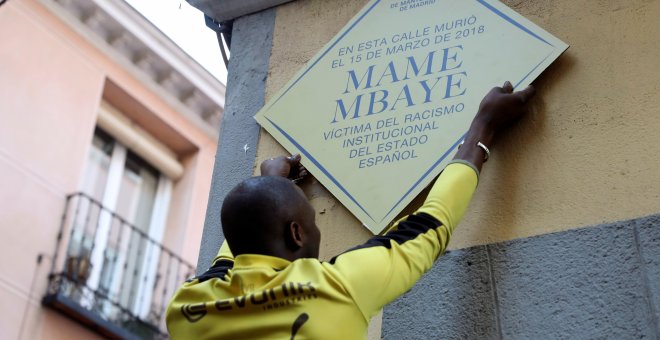 DE MADRID
EN ESTA CALLE MURIÓ
EL 15 DE MARZO DE 2018
MAME
MBAYE
VÍCTIMA DEL RACISMO
INSTITUCIONAL
DEL ESTADO
ESPAÑOL
EVONIK
INDUSTRIES